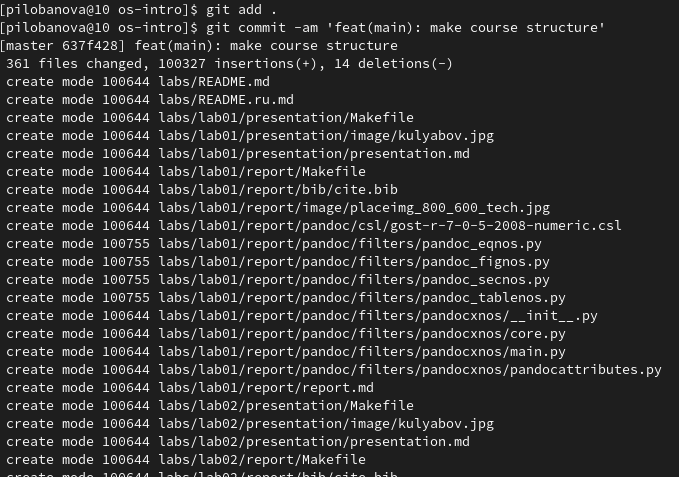 [pilobanova@10 os-intro]$ git add .
[pilobanova@10 os-intro]$ git commit -am 'feat(main): make course structure'
[master 637f428] feat(main): make course structure
361 files changed, 100327 insertions(+), 14 deletions(-)
create mode 100644 labs/README.md
create mode 100644 labs/README.ru.md
create mode 100644 labs/lab01/presentation/Makefile
create mode 100644 labs/lab01/presentation/image/kulyabov.jpg
create mode 100644 labs/lab01/presentation/presentation.md
create mode 100644 labs/lab01/report/Makefile
create mode 100644 labs/lab01/report/bib/cite.bib
create mode 100644 labs/lab01/report/image/placeimg_800_600_tech.jpg
create mode 100644 labs/lab01/report/pandoc/csl/gost-r-7-0-5-2008-numeric.csl
create mode 100755 labs/lab01/report/pandoc/filters/pandoc_eqnos.py
create mode 100755 labs/lab01/report/pandoc/filters/pandoc_fignos.py
create mode 100755 labs/lab01/report/pandoc/filters/pandoc_secnos.py
create mode 100755 labs/lab01/report/pandoc/filters/pandoc_tablenos.py
create mode 100644 labs/lab01/report/pandoc/filters/pandocxnos/__init__.py
create mode 100644 labs/lab01/report/pandoc/filters/pandocxnos/core.py
create mode 100644 labs/lab01/report/pandoc/filters/pandocxnos/main.py
create mode 100644 labs/lab01/report/pandoc/filters/pandocxnos/pandocattributes.py
create mode 100644 labs/lab01/report/report.md
create mode 100644 labs/lab02/presentation/Makefile
create mode 100644 labs/lab02/presentation/image/kulyabov.jpg
create mode 100644 labs/lab02/presentation/presentation.md
create mode 100644 labs/lab02/report/Makefile
create mode 100644 labs/lab02/report/bib/cite.bib